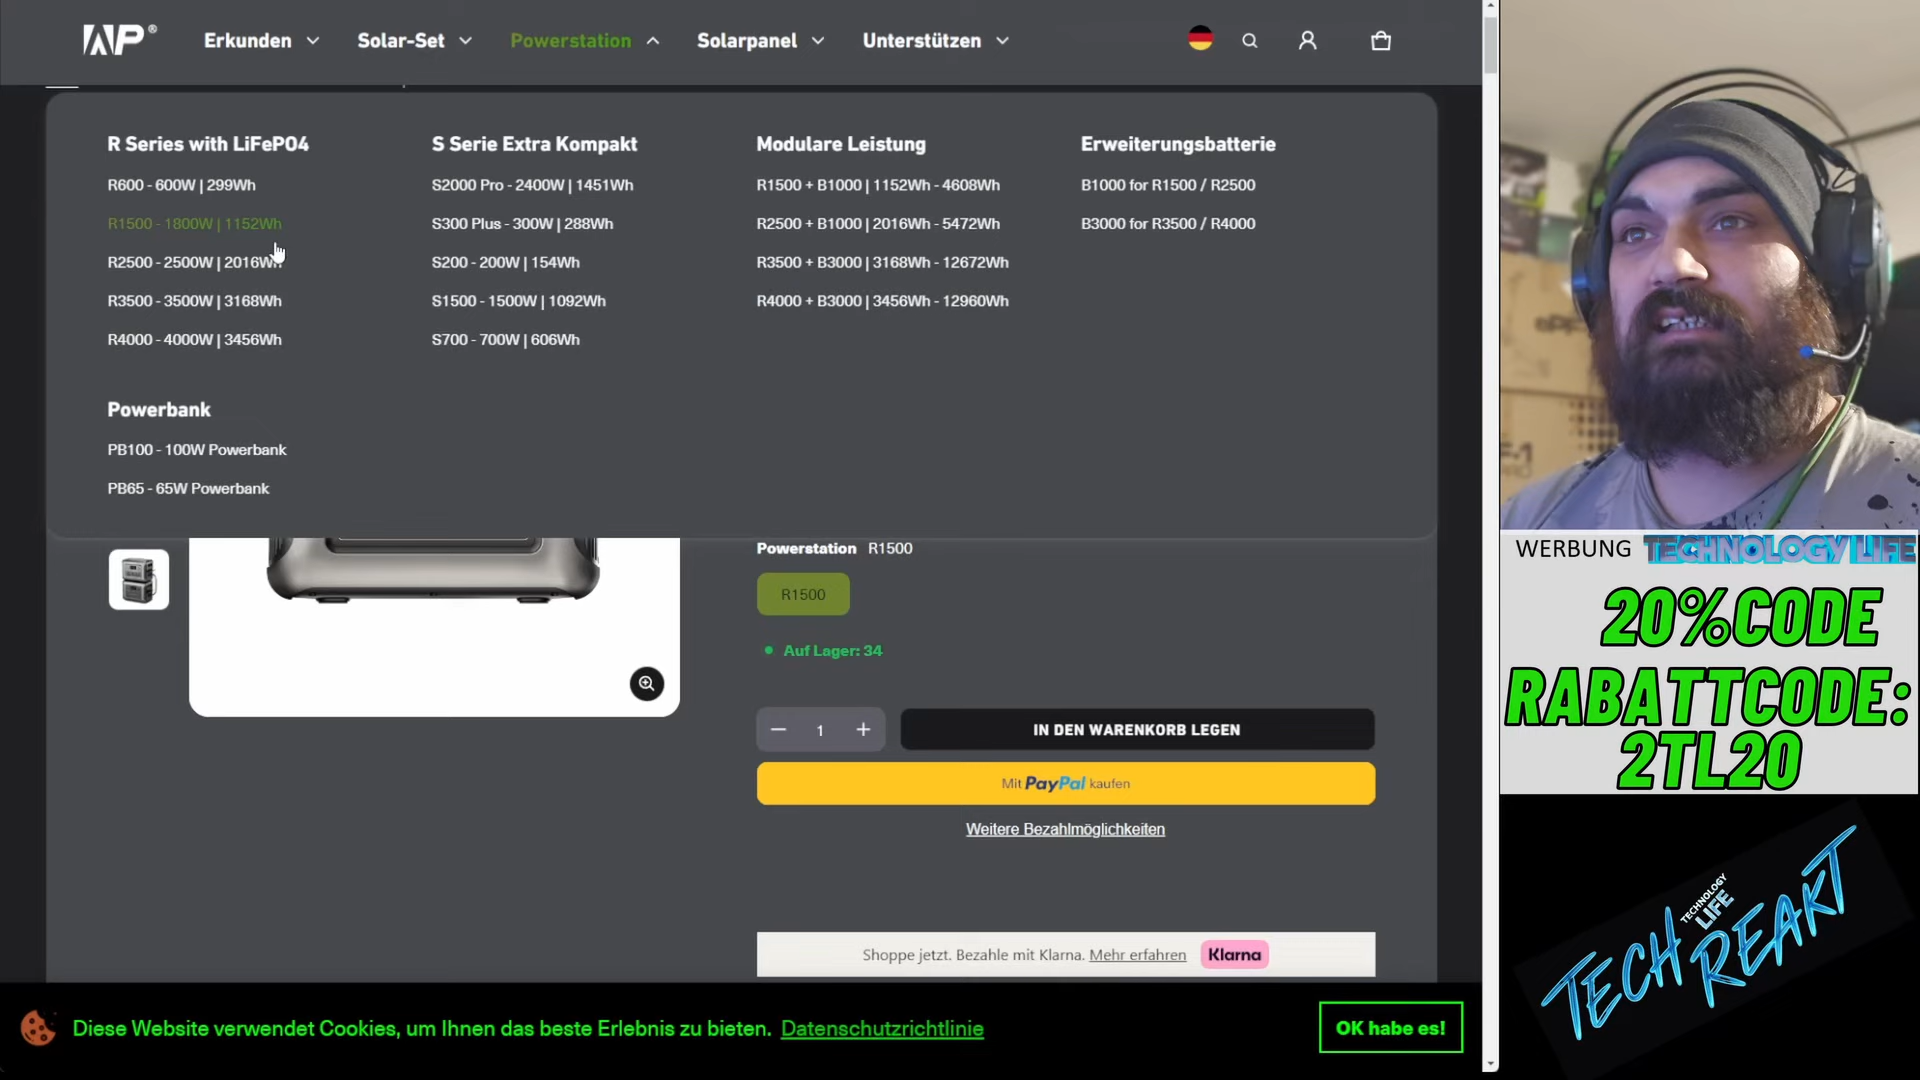 AP®
Erkunden
Solar-Set
Powerstation
Solarpanel
Unterstützen
R Series with LiFePO4
R600 - 600W | 299Wh
R1500 - 1800W | 1152Wh
R2500 - 2500W | 2016Wh
R3500 - 3500W | 3168Wh
R4000 - 4000W | 3456Wh
S Serie Extra Kompakt
S2000 Pro - 2400W | 1451Wh
S300 Plus - 300W | 288Wh
S200 - 200W | 154Wh
S1500 - 1500W | 1092Wh
S700 - 700W | 606Wh
Modulare Leistung
R1500 + B1000 | 1152Wh - 4608Wh
R2500 + B1000 | 2016Wh - 5472Wh
R3500 + B3000 | 3168Wh - 12672Wh
R4000 + B3000 | 3456Wh - 12960Wh
Erweiterungsbatterie
B1000 for R1500 / R2500
B3000 for R3500 / R4000
Powerbank
PB100 - 100W Powerbank
PB65 - 65W Powerbank
Powerstation R1500
R1500
Auf Lager: 34
1
IN DEN WARENKORB LEGEN
Mit PayPal kaufen
Weitere Bezahlmöglichkeiten
Shoppe jetzt. Bezahle mit Klarna. Mehr erfahren Klarna
Diese Website verwendet Cookies, um Ihnen das beste Erlebnis zu bieten. Datenschutzrichtlinie
OK habe es!
WERBUNG TECHNOLOGY LIFE
20%CODE
RABATTCODE:
2TL20
TECHNOLOGY
LIFE
TECH
REAKT